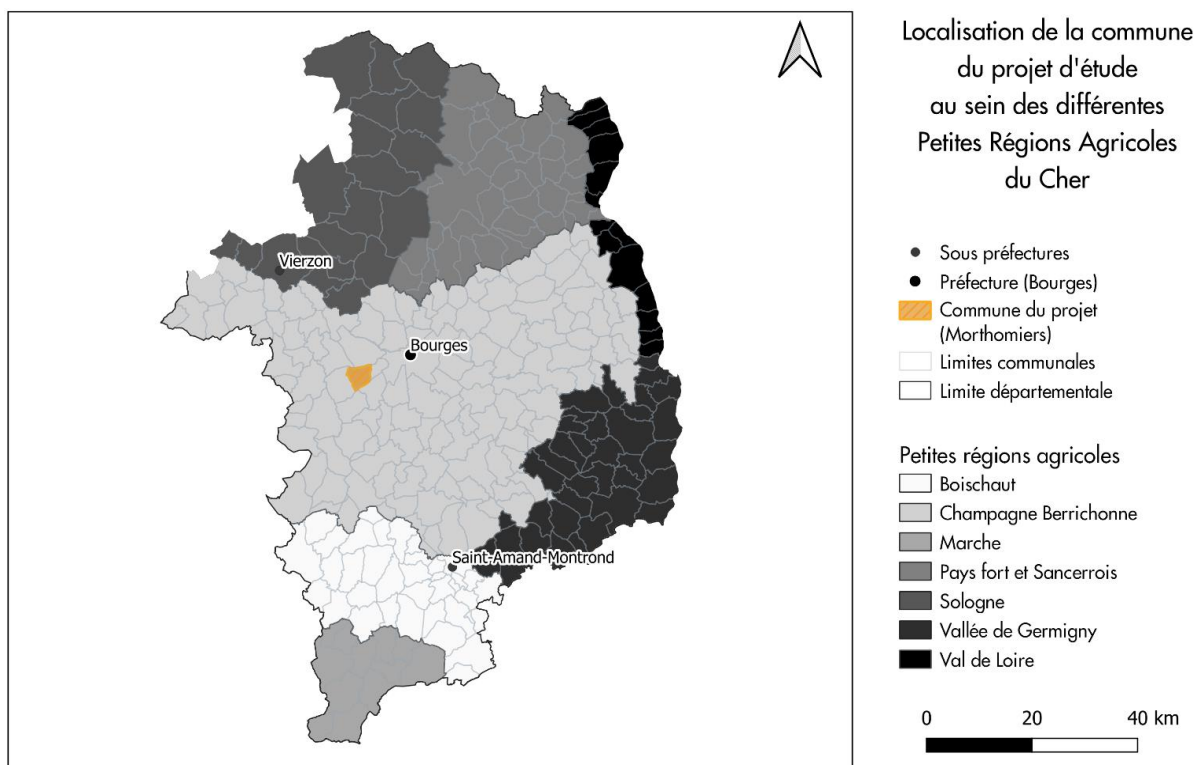 Localisation de la commune
du projet d'étude
au sein des différentes
Petites Régions Agricoles
du Cher
Vierzon
Bourges
Saint-Amand-Montrond
Sous préfectures
Préfecture (Bourges)
Commune du projet
(Morthomiers)
Limites communales
Limite départementale
Petites régions agricoles
Boischaut
Champagne Berrichonne
Marche
Pays fort et Sancerrois
Sologne
Vallée de Germigny
Val de Loire
0 20 40 km